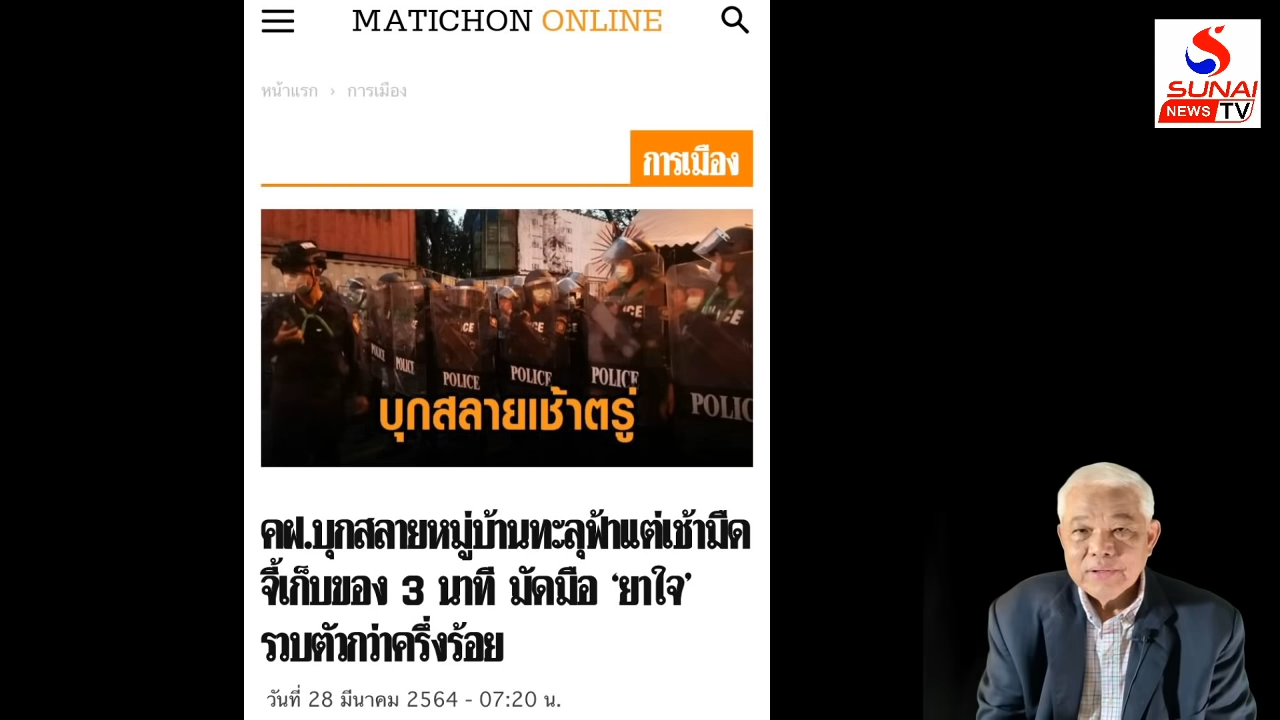 MATICHON ONLINE
หน้าแรก › การเมือง
การเมือง
SUNAI
NEWS TV
POLICE
POLICE
POLICE
POLICE
บุกสลายเช้าตรู่
คฝ.บุกสลายหมู่บ้านทะลุฟ้าแต่เช้ามืด
จี้เก็บของ 3 นาที มัดมือ ‘ยาใจ’
รวบตัวกว่าครึ่งร้อย
วันที่ 28 มีนาคม 2564 - 07:20 น.